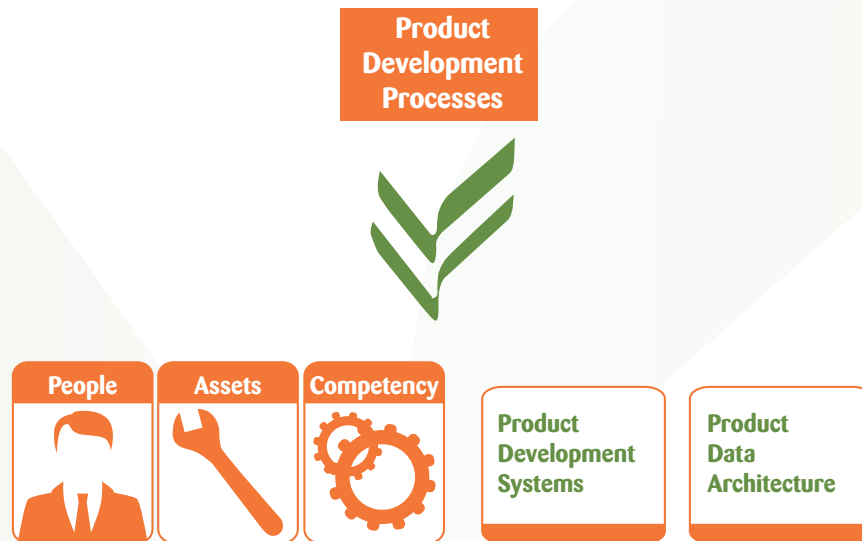 Product
Development
Processes
People
Assets
Competency
Product
Development
Systems
Product
Data
Architecture